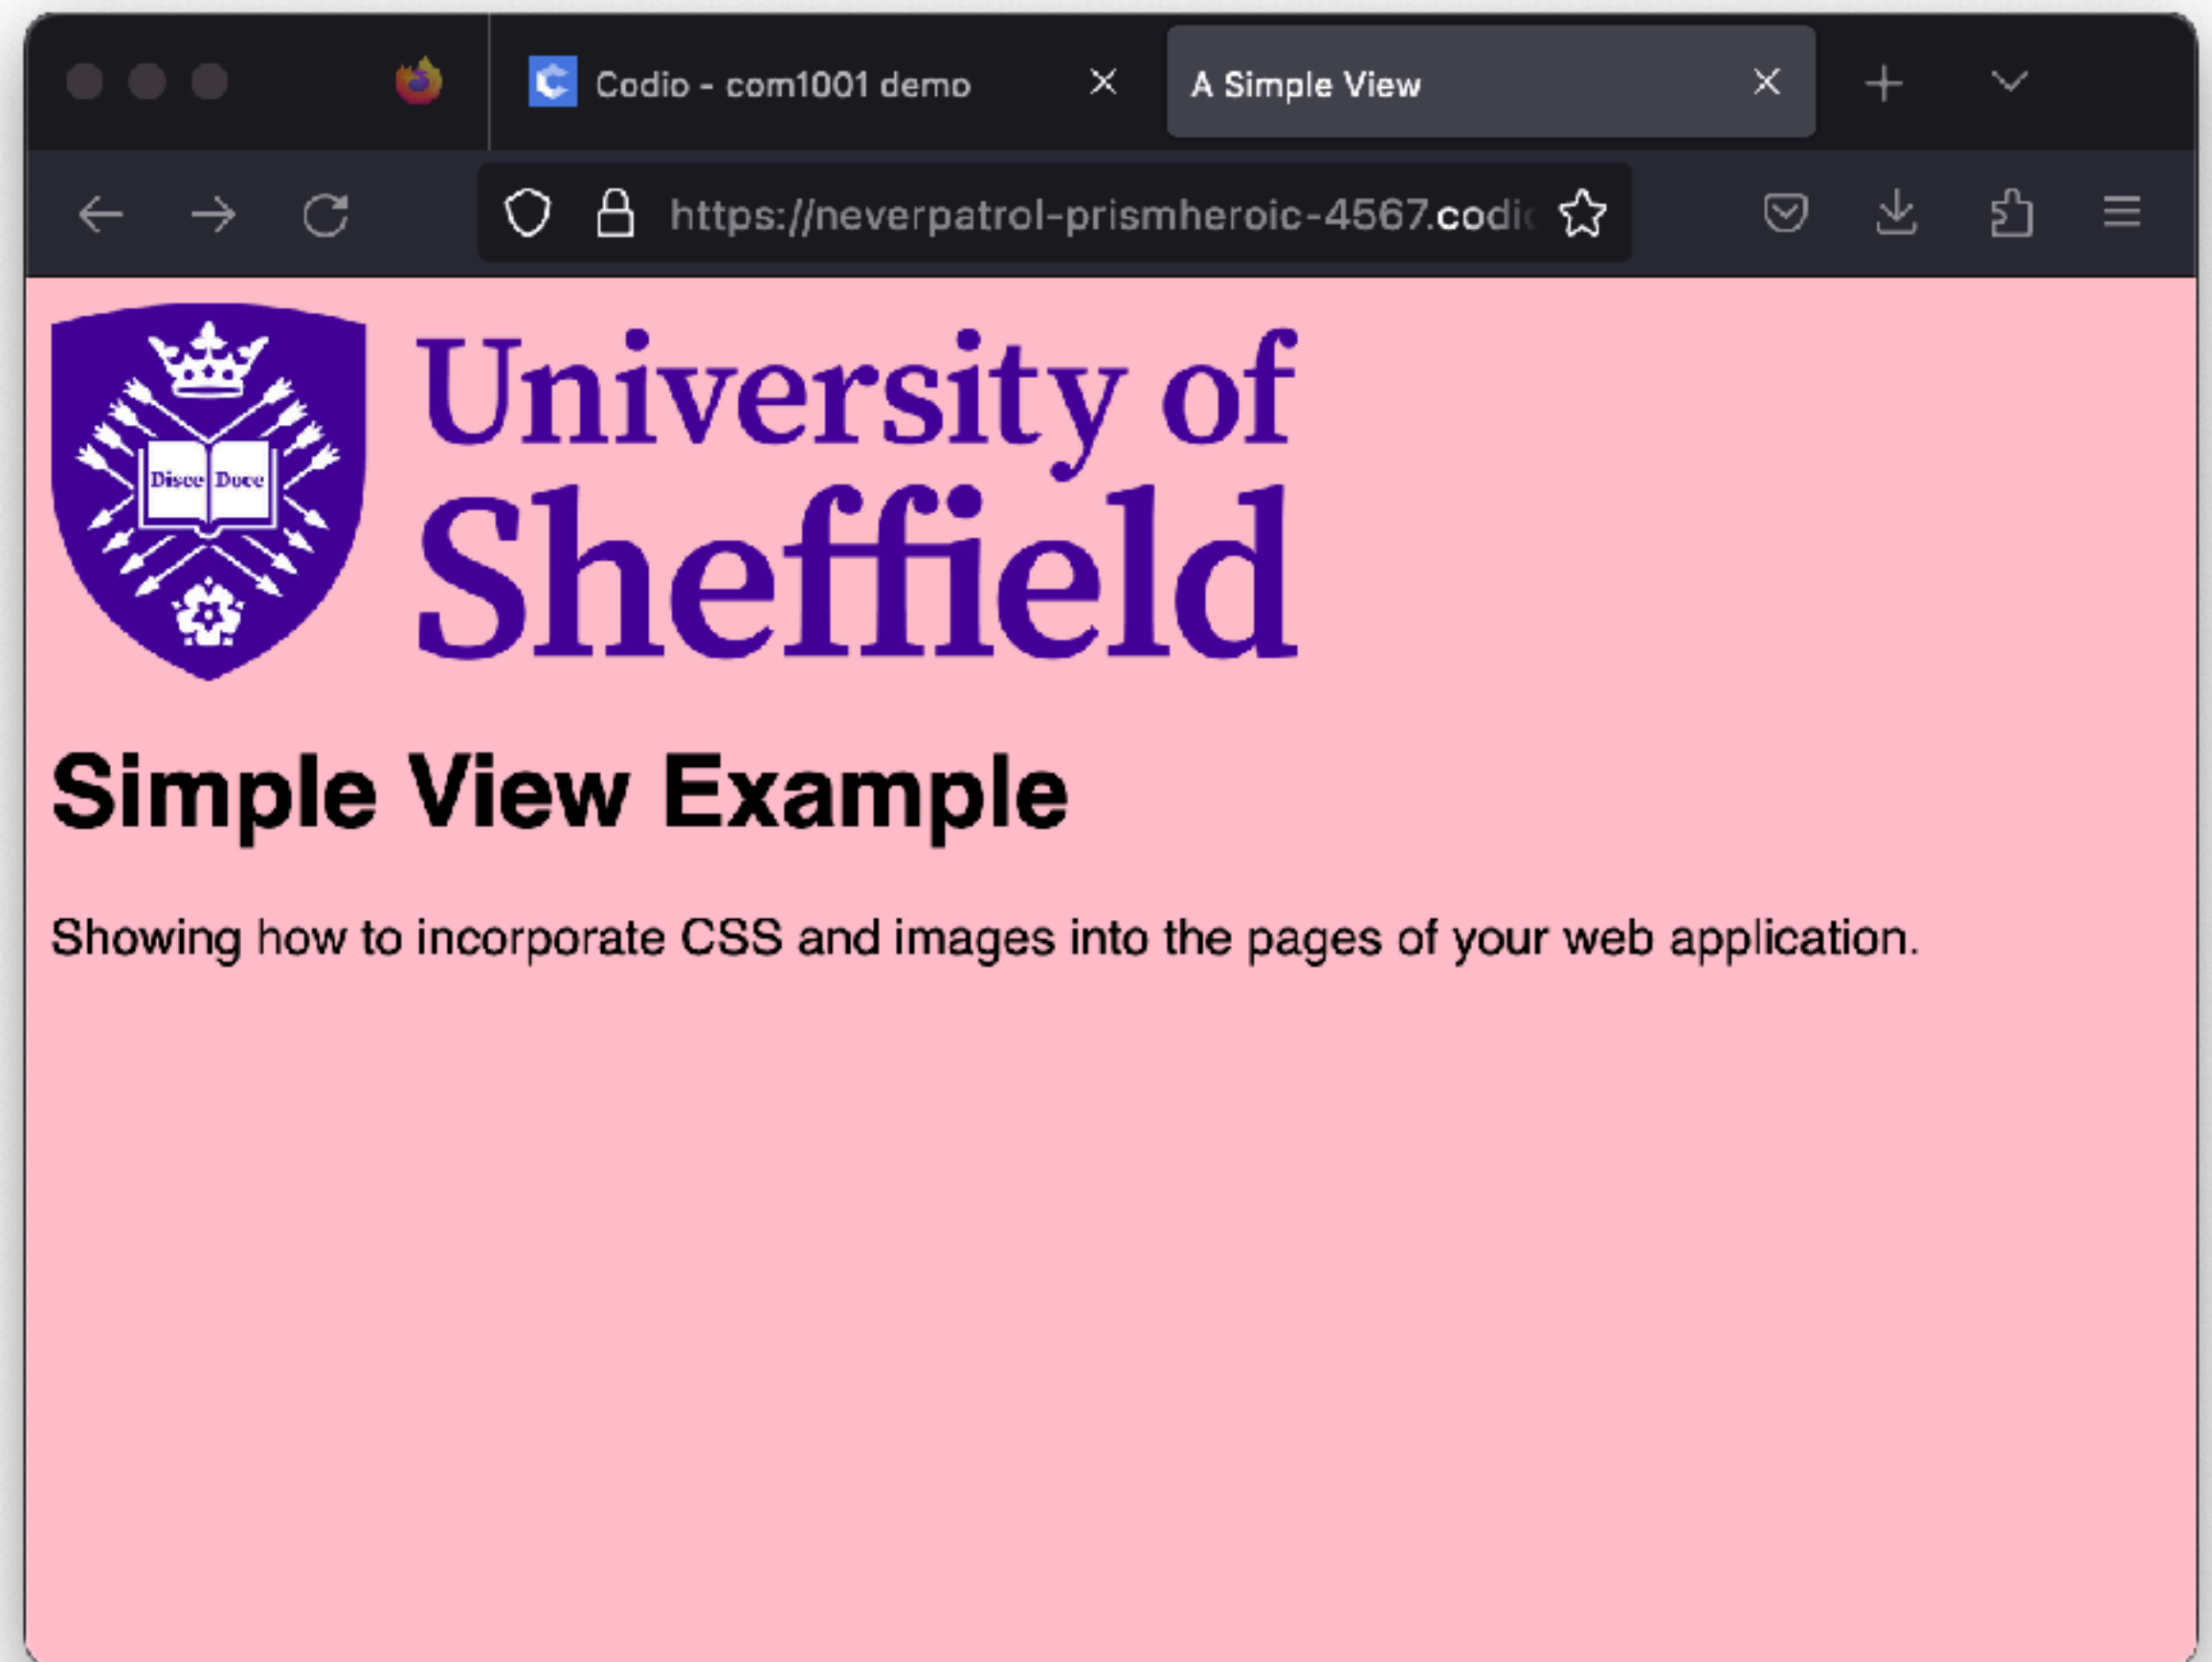 Codio - com1001 demo
A Simple View
https://neverpatrol-prismheroic-4567.codio
University of
Sheffield
Disce Doce
Simple View Example
Showing how to incorporate CSS and images into the pages of your web application.